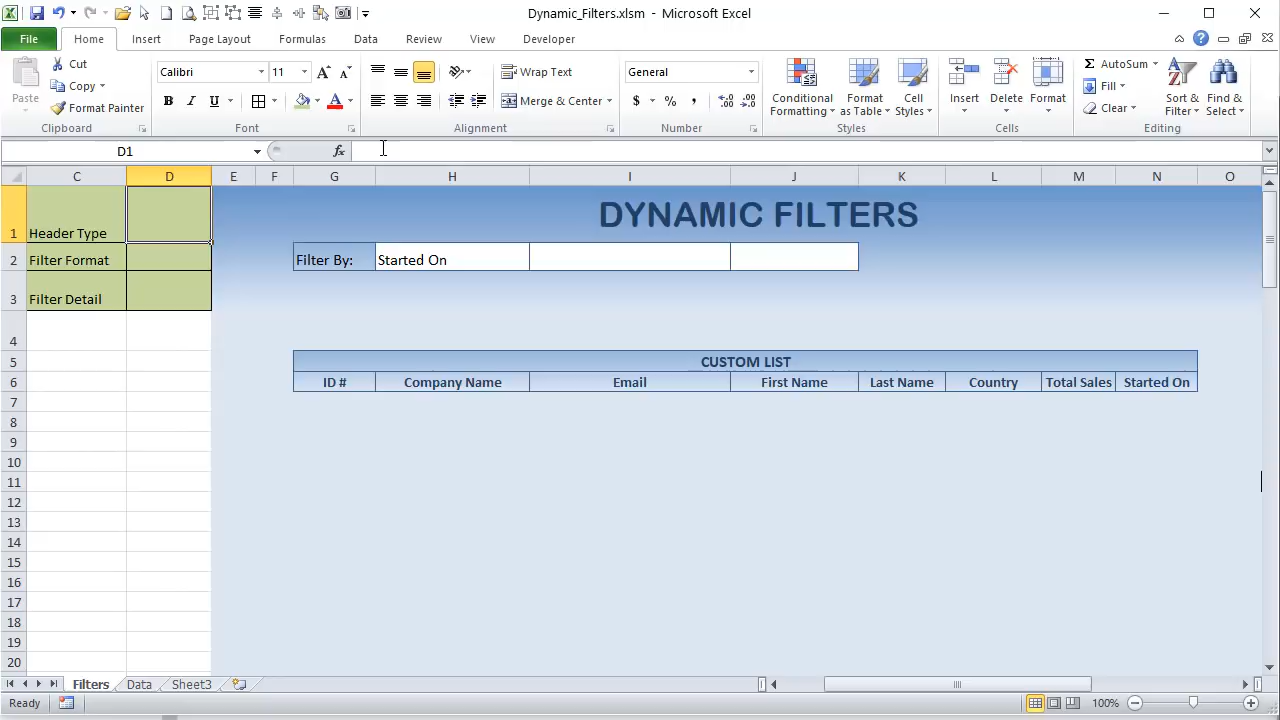 Dynamic_Filters.xlsm - Microsoft Excel
File Home Insert Page Layout Formulas Data Review View Developer
Paste Cut Copy Format Painter Clipboard
Calibri 11 B I U A Font
Wrap Text Merge & Center Alignment
General $ % , Number
Conditional Formatting Format as Table Cell Styles Styles
Insert Delete Format Cells
AutoSum Fill Clear Sort & Filter Find & Select Editing
D1 fx
C D E F G H I J K L M N O
1 Header Type DYNAMIC FILTERS
2 Filter Format Filter By: Started On
3 Filter Detail
4
5 CUSTOM LIST
6 ID # Company Name Email First Name Last Name Country Total Sales Started On
7
8
9
10
11
12
13
14
15
16
17
18
19
20
Filters Data Sheet3
Ready 100%